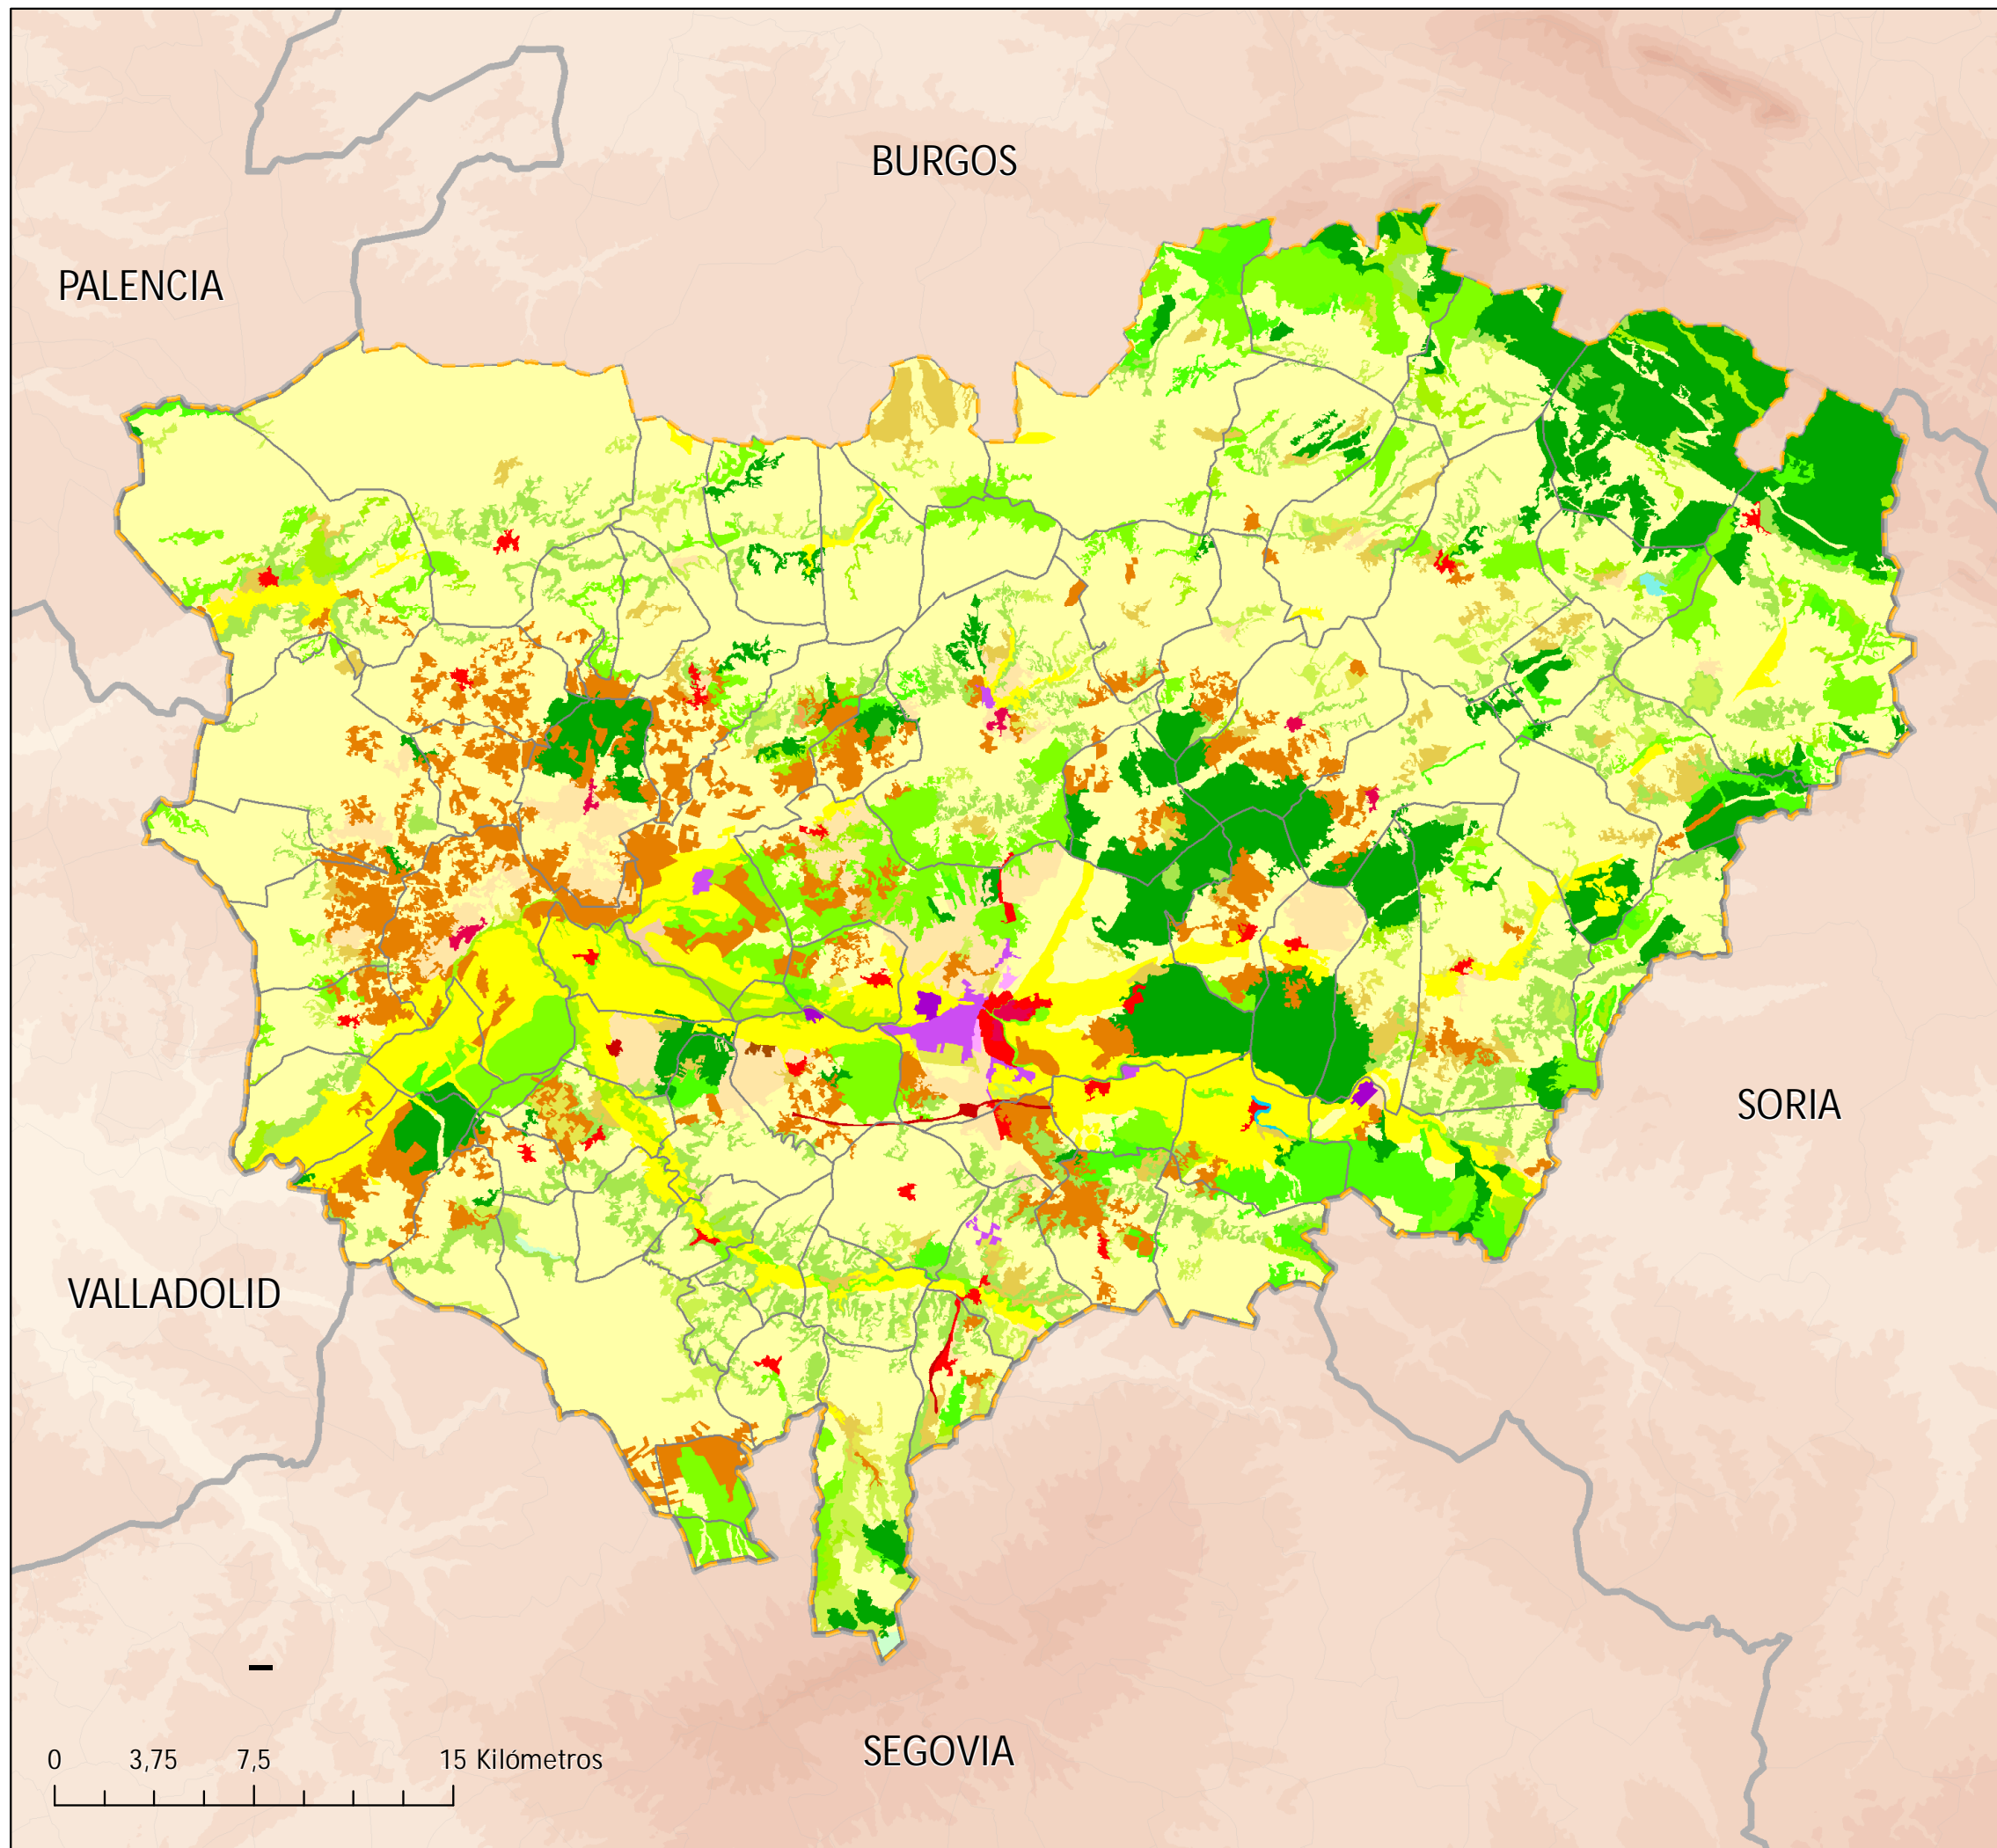 BURGOS
PALENCIA
SORIA
VALLADOLID
SEGOVIA
0 3,75 7,5 15 Kilómetros